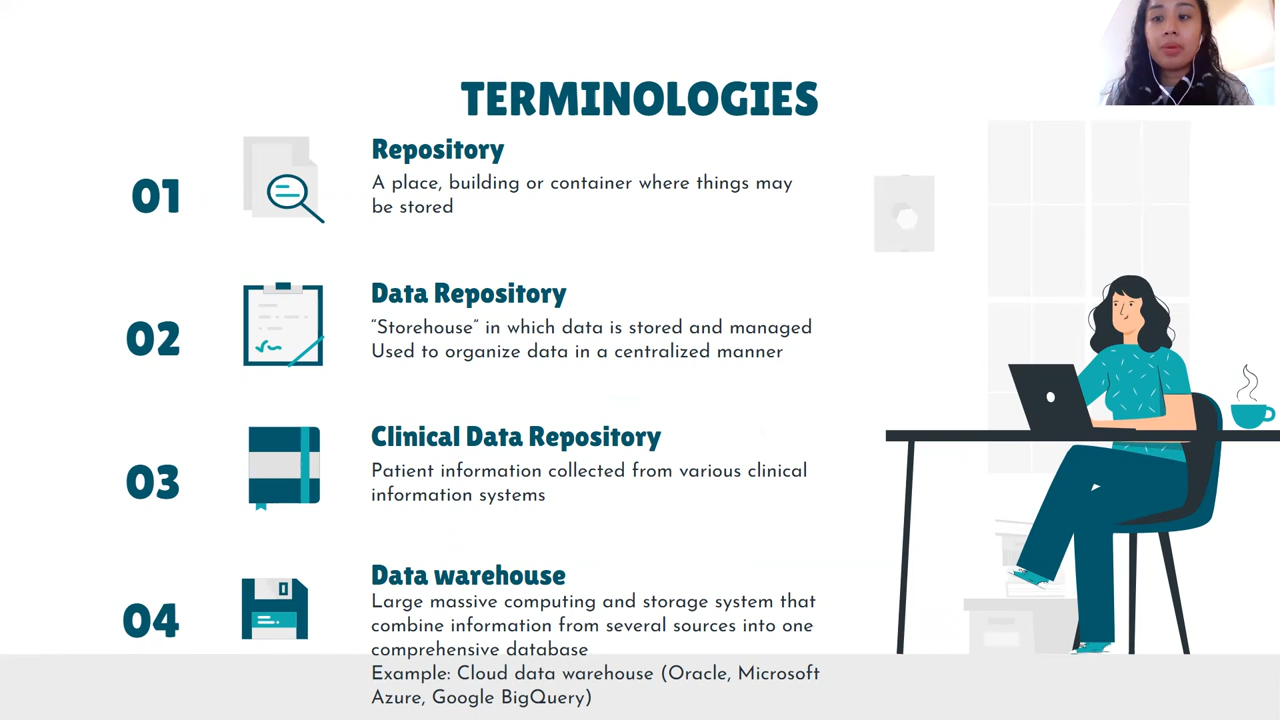 TERMINOLOGIES
01
Repository
A place, building or container where things may
be stored
02
Data Repository
“Storehouse” in which data is stored and managed
Used to organize data in a centralized manner
03
Clinical Data Repository
Patient information collected from various clinical
information systems
04
Data warehouse
Large massive computing and storage system that
combine information from several sources into one
comprehensive database
Example: Cloud data warehouse (Oracle, Microsoft
Azure, Google BigQuery)